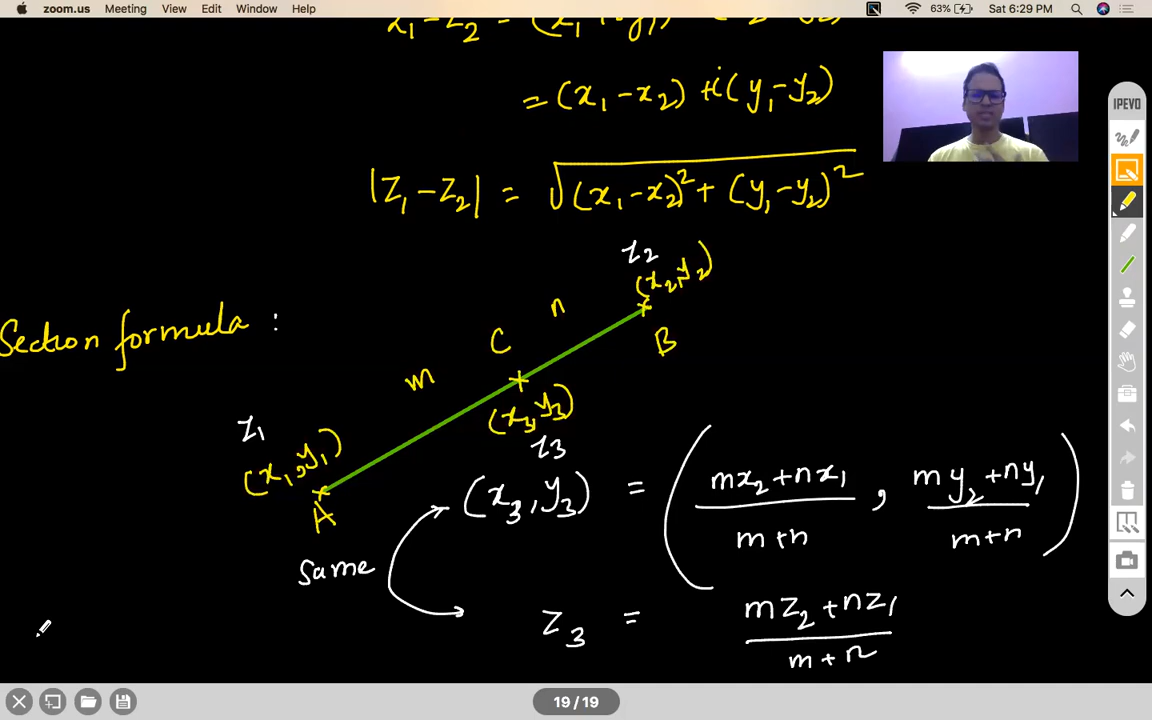 zoom.us Meeting View Edit Window Help 63% Sat 6:29 PM
= (x₁ - x₂) + i(y₁ - y₂)
|Z₁ - Z₂| = √(x₁ - x₂)² + (y₁ - y₂)²
IPEVO
Section formula :
z₂
(x₂, y₂)
n
B
C
m
(x₃, y₃)
z₃
z₁
(x₁, y₁)
A
(x₃, y₃) = (mx₂ + nx₁ / m+n , my₂ + ny₁ / m+n)
Same
z₃ = mz₂ + nz₁ / m+n
19 / 19